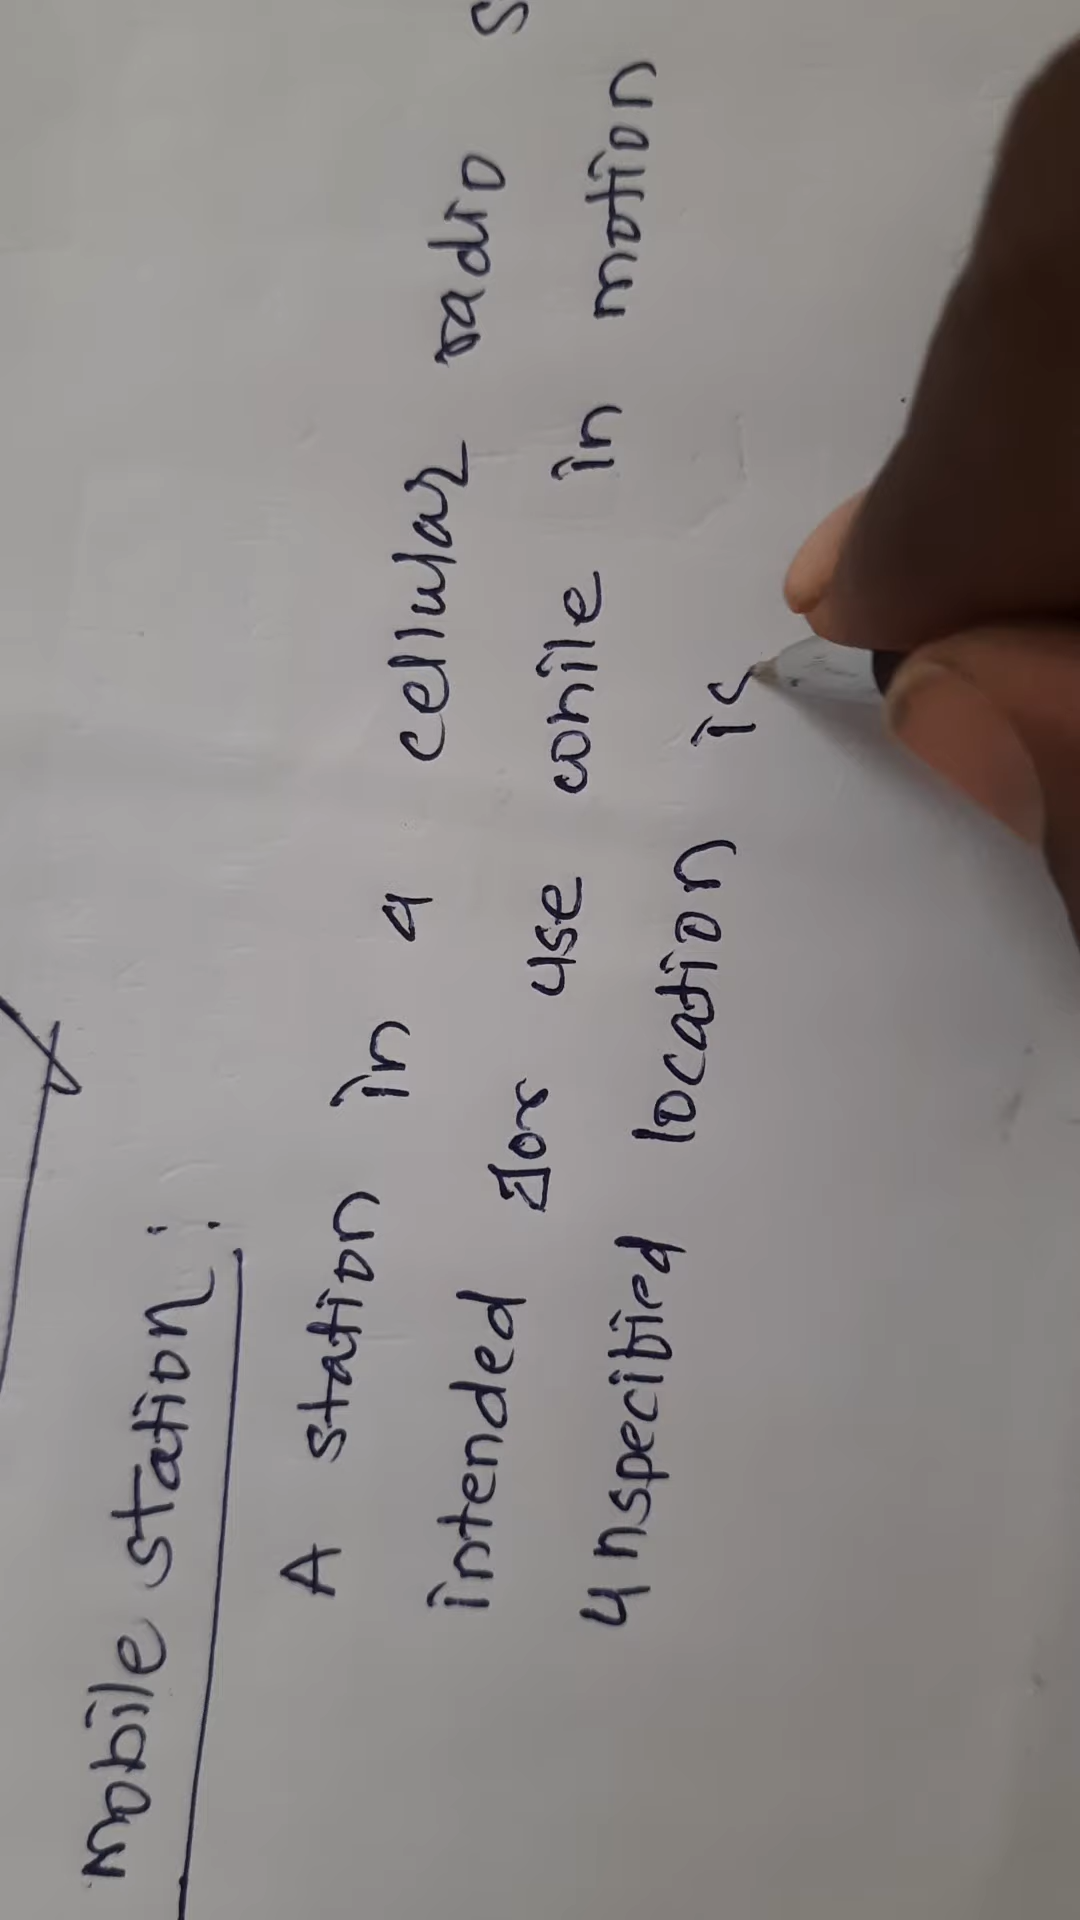 mobile station :
A station in a cellular radio s
intended for use while in motion
unspecified location is